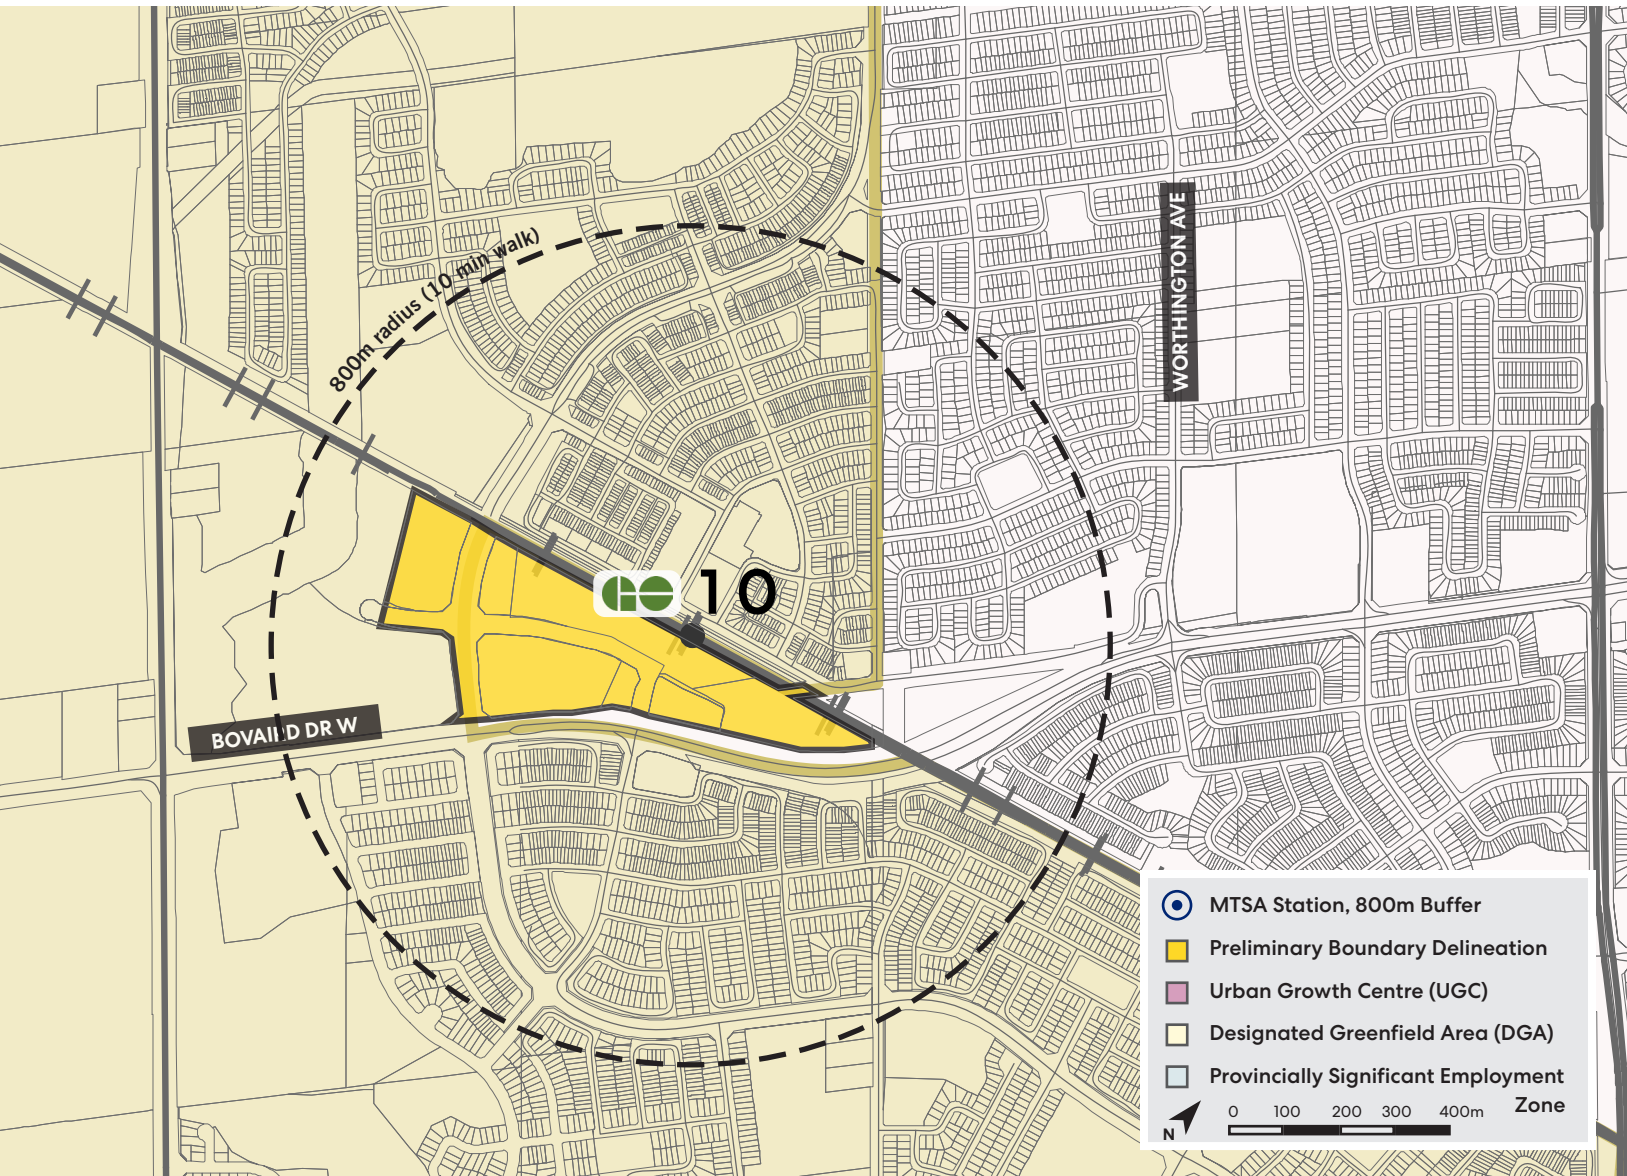 WORTHINGTON AVE
800m radius (10 min walk)
GO 10
BOVAIRD DR W
MTSA Station, 800m Buffer
Preliminary Boundary Delineation
Urban Growth Centre (UGC)
Designated Greenfield Area (DGA)
Provincially Significant Employment
Zone
0 100 200 300 400m
N